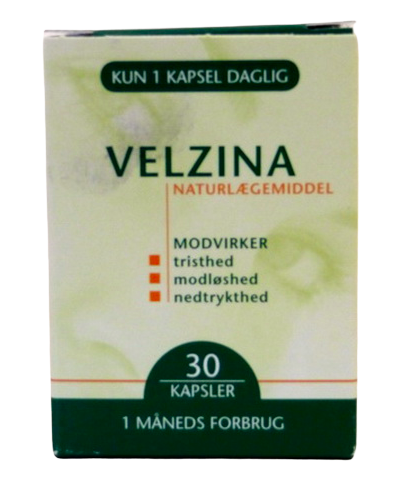 KUN 1 KAPSEL DAGLIG
VELZINA
NATURLÆGEMIDDEL
MODVIRKER
tristhed
modløshed
nedtrykthed
30
KAPSLER
1 MÅNEDS FORBRUG